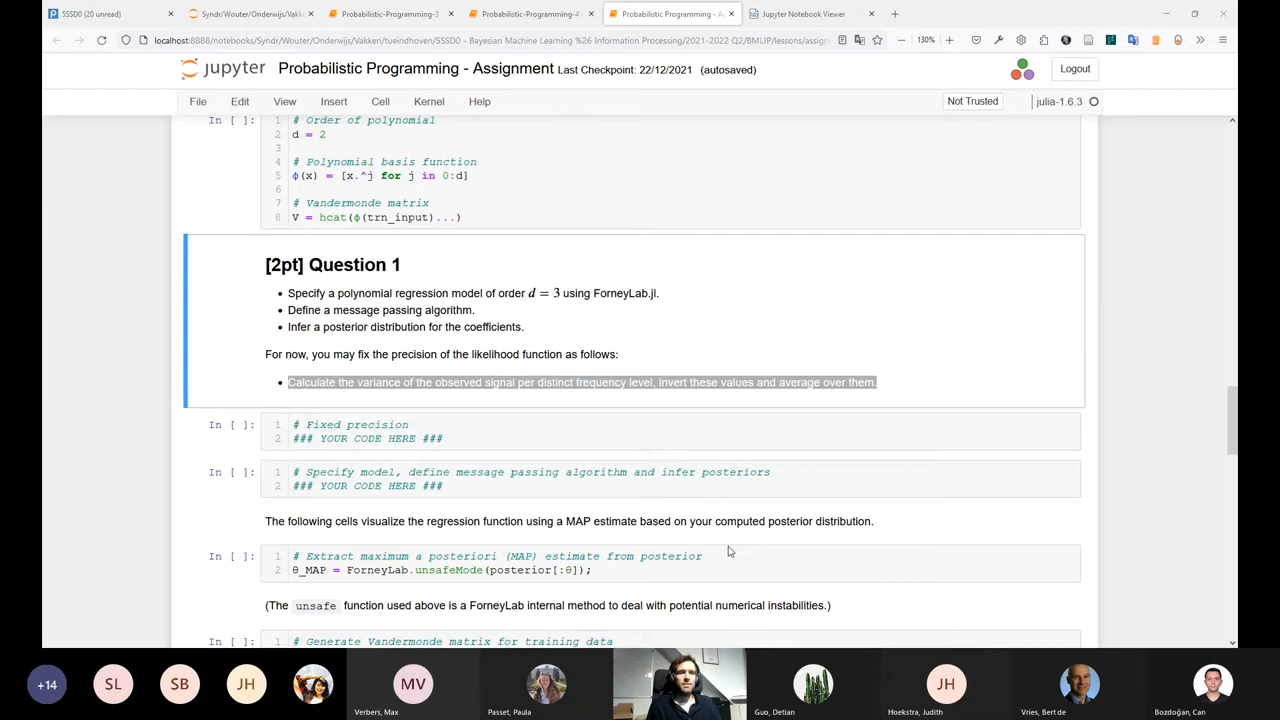 5SSD0 (20 unread)
Syndr/Wouter/Onderwijs/Vakke
Probabilistic-Programming-3
Probabilistic-Programming-4 -
Probabilistic Programming - As
Jupyter Notebook Viewer
localhost:8888/notebooks/Syndr/Wouter/Onderwijs/Vakken/tueindhoven/5SSD0 - Bayesian Machine Learning %26 Information Processing/2021-2022 Q2/BMLIP/lessons/assign
130%
jupyter Probabilistic Programming - Assignment Last Checkpoint: 22/12/2021 (autosaved)
Logout
File Edit View Insert Cell Kernel Help
Not Trusted
julia-1.6.3
In [ ]: 1 # Order of polynomial
2 d = 2
3
4 # Polynomial basis function
5 ϕ(x) = [x.^j for j in 0:d]
6
7 # Vandermonde matrix
8 V = hcat(ϕ(trn_input)...)
[2pt] Question 1
• Specify a polynomial regression model of order d = 3 using ForneyLab.jl.
• Define a message passing algorithm.
• Infer a posterior distribution for the coefficients.
For now, you may fix the precision of the likelihood function as follows:
• Calculate the variance of the observed signal per distinct frequency level, invert these values and average over them.
In [ ]: 1 # Fixed precision
2 ### YOUR CODE HERE ###
In [ ]: 1 # Specify model, define message passing algorithm and infer posteriors
2 ### YOUR CODE HERE ###
The following cells visualize the regression function using a MAP estimate based on your computed posterior distribution.
In [ ]: 1 # Extract maximum a posteriori (MAP) estimate from posterior
2 θ_MAP = ForneyLab.unsafeMode(posterior[:θ]);
(The unsafe function used above is a ForneyLab internal method to deal with potential numerical instabilities.)
In [ ]: 1 # Generate Vandermonde matrix for training data
+14
SL
SB
JH
MV
JH
Verbers, Max
Passet, Paula
Guo, Detian
Hoekstra, Judith
Vries, Bert de
Bozdoğan, Can